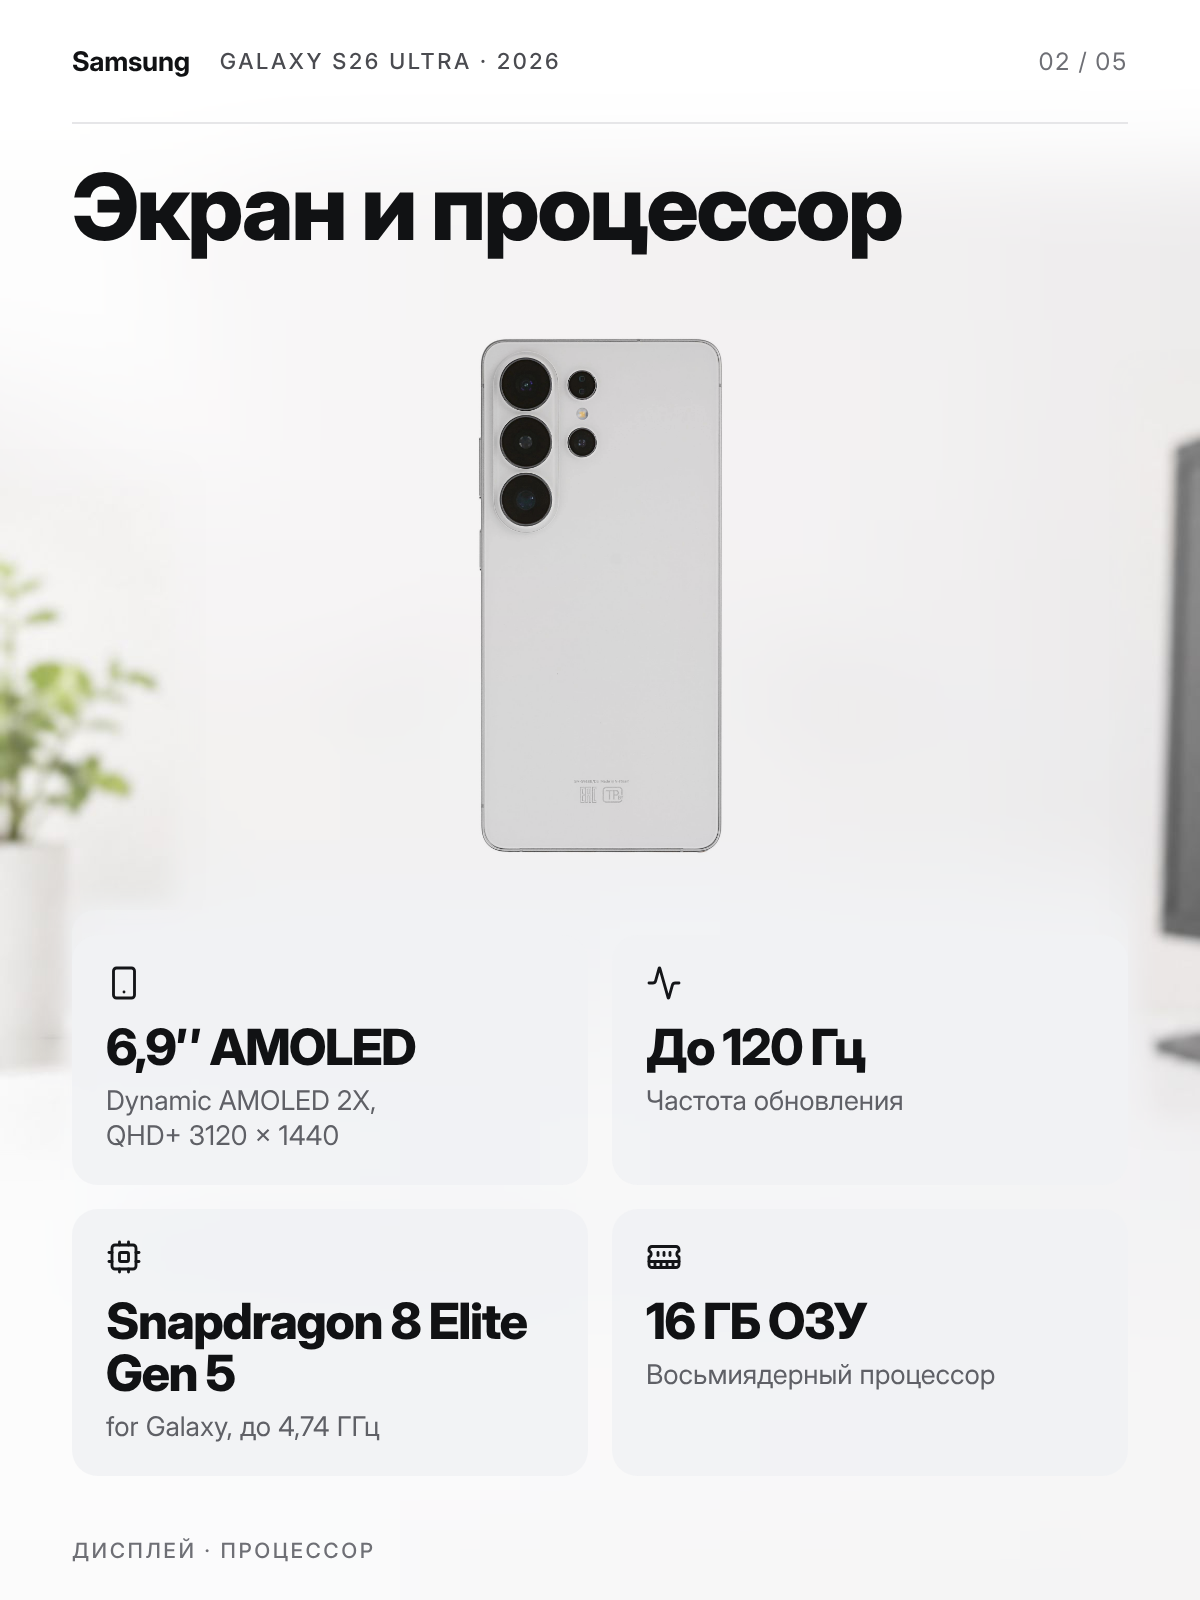 Samsung GALAXY S26 ULTRA · 2026 02 / 05
Экран и процессор
6,9″ AMOLED
Dynamic AMOLED 2X,
QHD+ 3120 × 1440
До 120 Гц
Частота обновления
Snapdragon 8 Elite
Gen 5
for Galaxy, до 4,74 ГГц
16 ГБ ОЗУ
Восьмиядерный процессор
ДИСПЛЕЙ · ПРОЦЕССОР